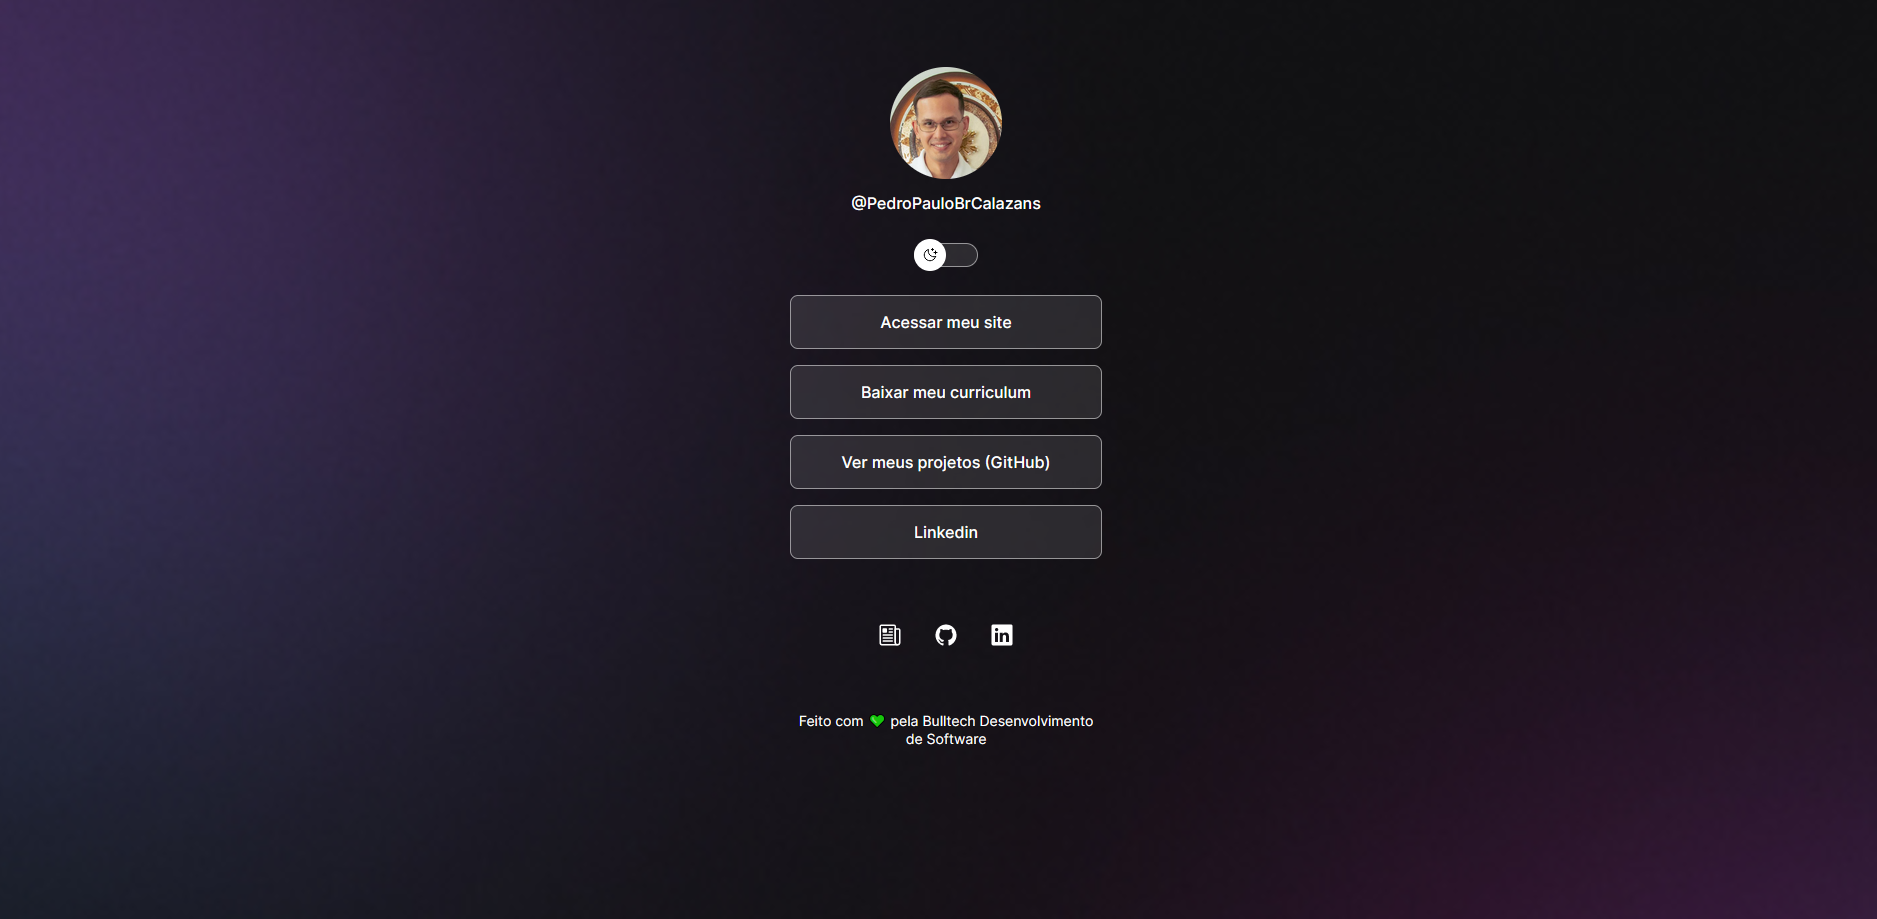 @PedroPauloBrCalazans
Acessar meu site
Baixar meu curriculum
Ver meus projetos (GitHub)
Linkedin
Feito com 💚 pela Bulltech Desenvolvimento
de Software